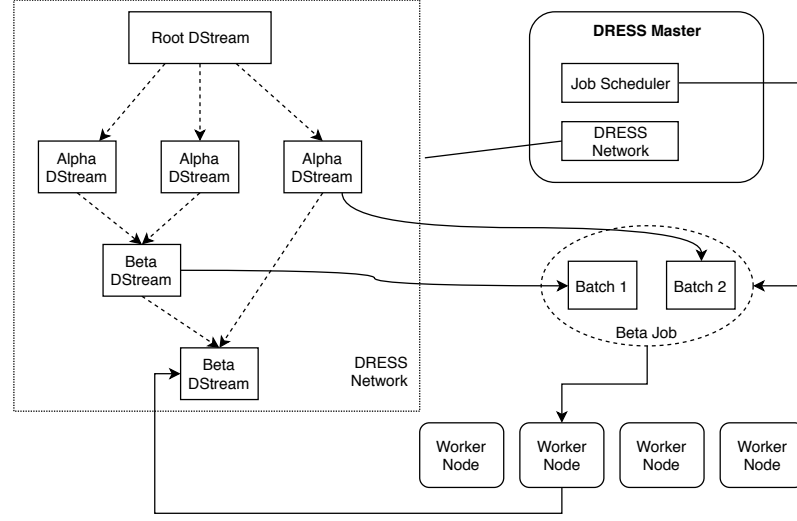 Root DStream
DRESS Master
Job Scheduler
DRESS
Network
Alpha
DStream
Alpha
DStream
Alpha
DStream
Beta
DStream
Batch 1
Batch 2
Beta Job
Beta
DStream
DRESS
Network
Worker
Node
Worker
Node
Worker
Node
Worker
Node